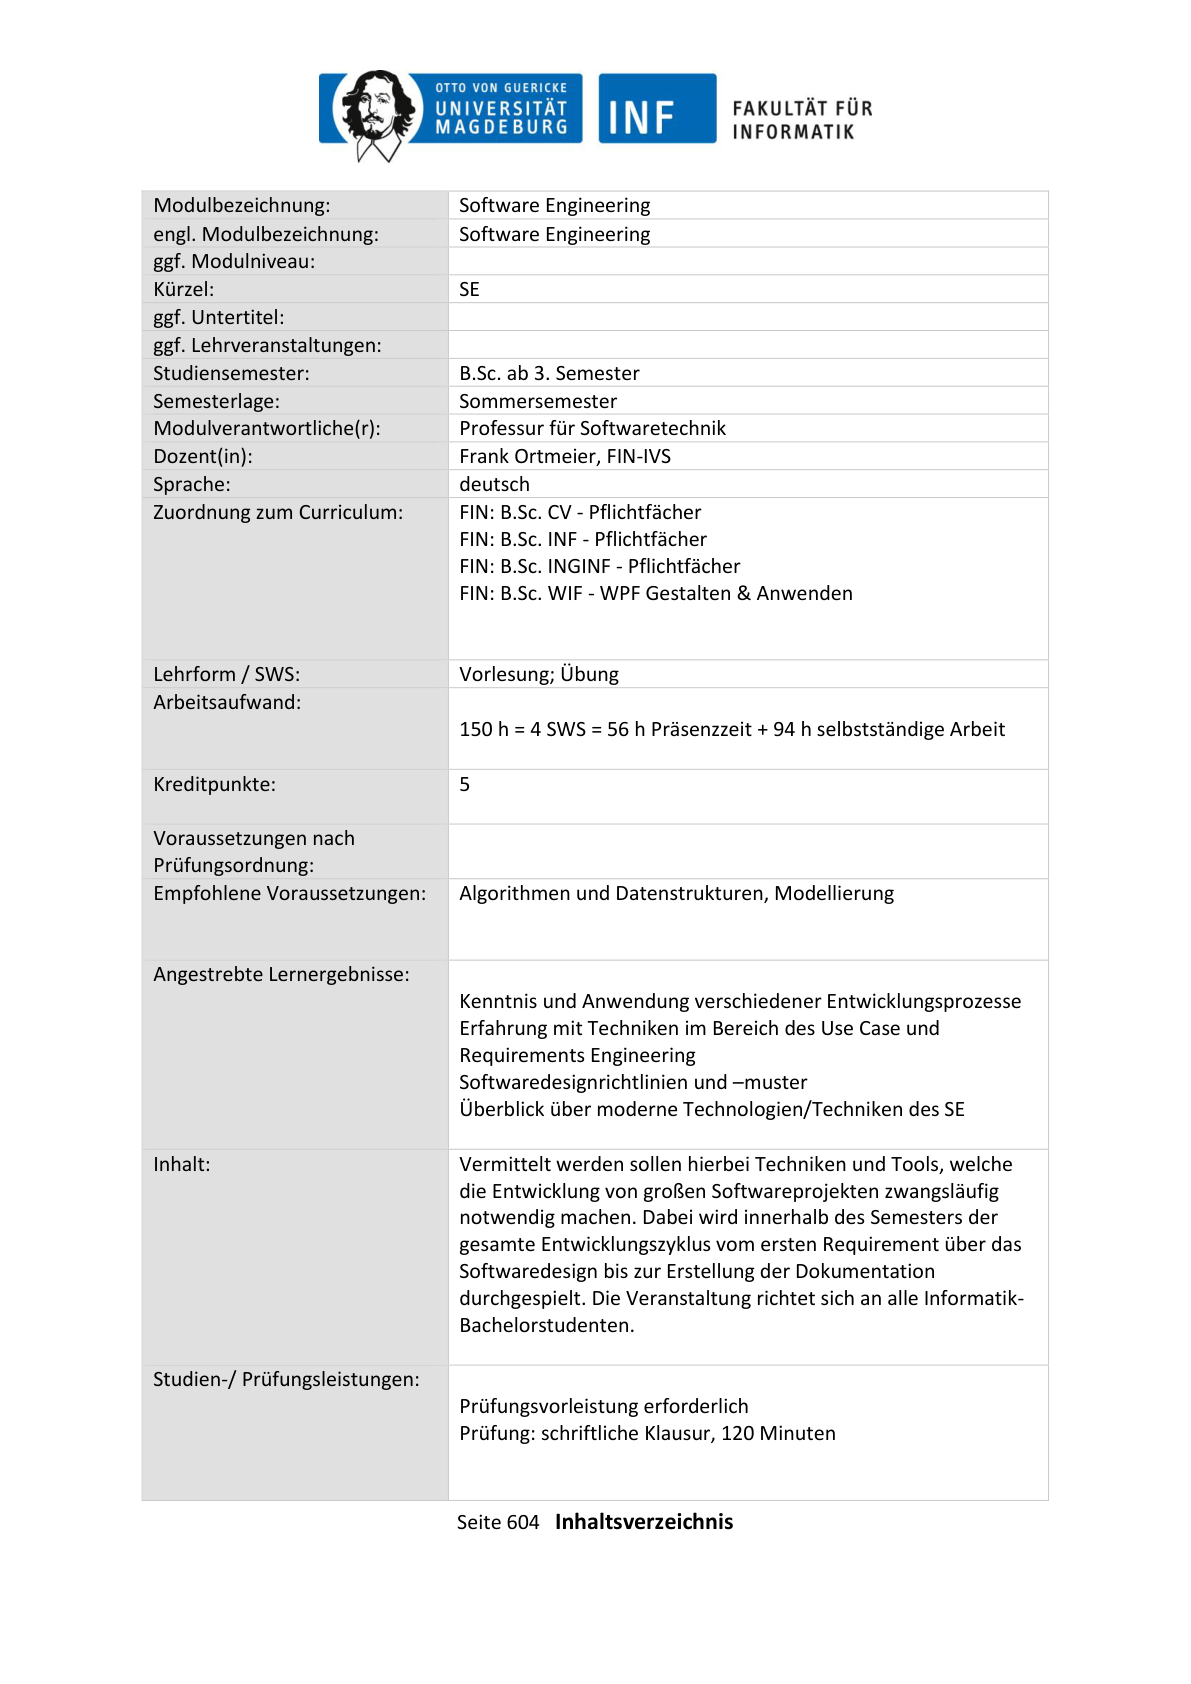 OTTO VON GUERICKE
UNIVERSITÄT
MAGDEBURG
INF
FAKULTÄT FÜR
INFORMATIK
Modulbezeichnung: Software Engineering
engl. Modulbezeichnung: Software Engineering
ggf. Modulniveau:
Kürzel: SE
ggf. Untertitel:
ggf. Lehrveranstaltungen:
Studiensemester: B.Sc. ab 3. Semester
Semesterlage: Sommersemester
Modulverantwortliche(r): Professur für Softwaretechnik
Dozent(in): Frank Ortmeier, FIN-IVS
Sprache: deutsch
Zuordnung zum Curriculum: FIN: B.Sc. CV - Pflichtfächer
FIN: B.Sc. INF - Pflichtfächer
FIN: B.Sc. INGINF - Pflichtfächer
FIN: B.Sc. WIF - WPF Gestalten & Anwenden
Lehrform / SWS: Vorlesung; Übung
Arbeitsaufwand:
150 h = 4 SWS = 56 h Präsenzzeit + 94 h selbstständige Arbeit
Kreditpunkte: 5
Voraussetzungen nach
Prüfungsordnung:
Empfohlene Voraussetzungen: Algorithmen und Datenstrukturen, Modellierung
Angestrebte Lernergebnisse:
Kenntnis und Anwendung verschiedener Entwicklungsprozesse
Erfahrung mit Techniken im Bereich des Use Case und
Requirements Engineering
Softwaredesignrichtlinien und –muster
Überblick über moderne Technologien/Techniken des SE
Inhalt: Vermittelt werden sollen hierbei Techniken und Tools, welche
die Entwicklung von großen Softwareprojekten zwangsläufig
notwendig machen. Dabei wird innerhalb des Semesters der
gesamte Entwicklungszyklus vom ersten Requirement über das
Softwaredesign bis zur Erstellung der Dokumentation
durchgespielt. Die Veranstaltung richtet sich an alle Informatik-
Bachelorstudenten.
Studien-/ Prüfungsleistungen:
Prüfungsvorleistung erforderlich
Prüfung: schriftliche Klausur, 120 Minuten
Seite 604 Inhaltsverzeichnis